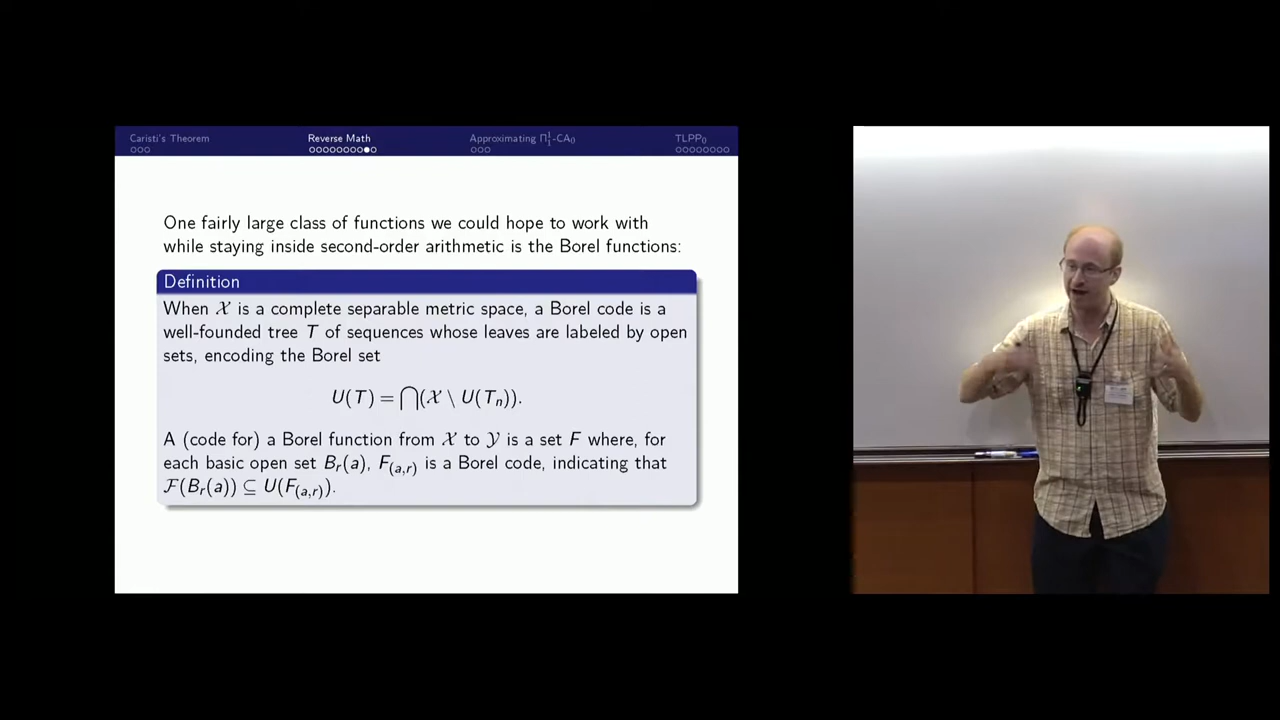 Caristi's Theorem Reverse Math Approximating Π¹₁-CA₀ TLPP₀
One fairly large class of functions we could hope to work with
while staying inside second-order arithmetic is the Borel functions:
Definition
When 𝒳 is a complete separable metric space, a Borel code is a
well-founded tree T of sequences whose leaves are labeled by open
sets, encoding the Borel set
U(T) = ⋂(𝒳 \ U(Tₙ)).
A (code for) a Borel function from 𝒳 to 𝒴 is a set F where, for
each basic open set Bᵣ(a), F₍ₐ,ᵣ₎ is a Borel code, indicating that
ℱ(Bᵣ(a)) ⊆ U(F₍ₐ,ᵣ₎).